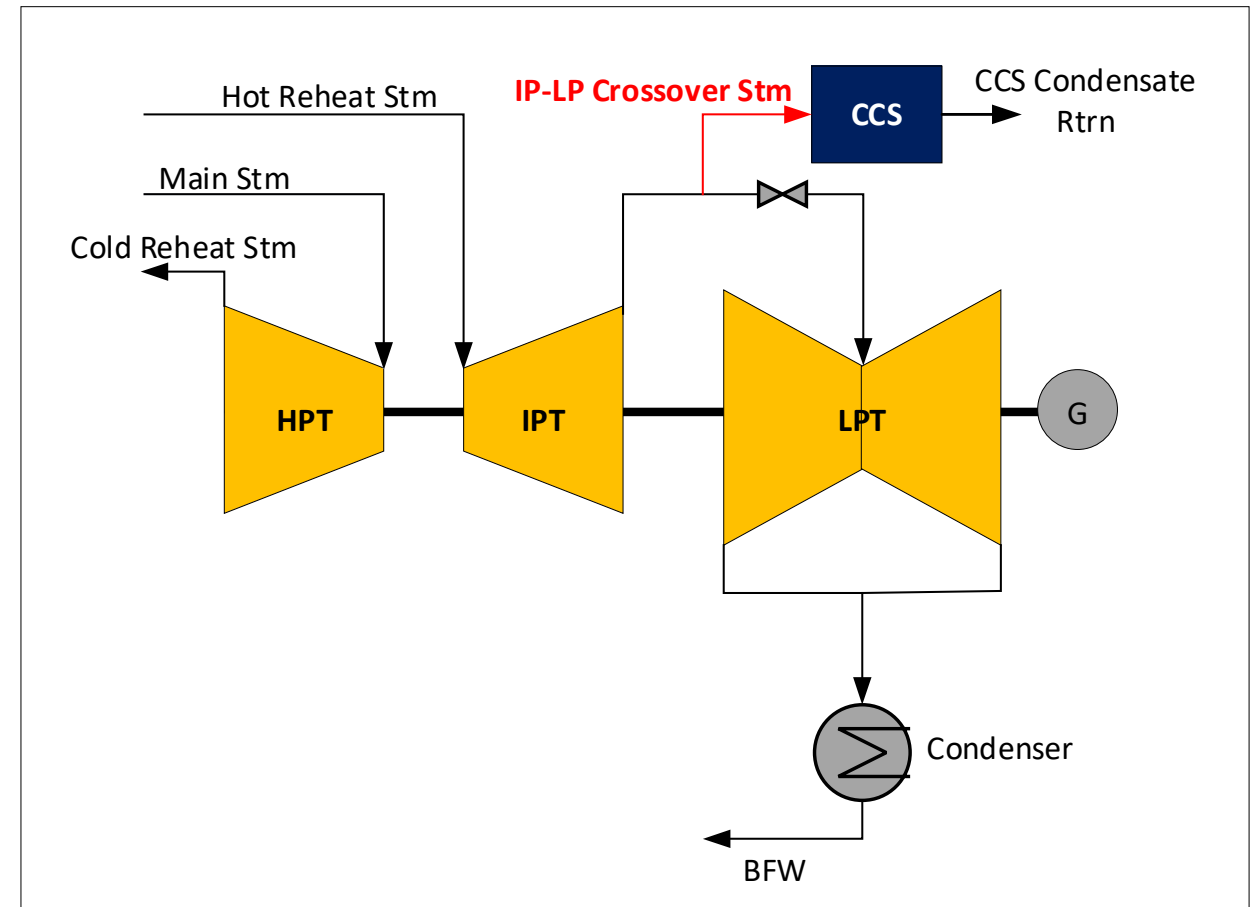 Hot Reheat Stm
IP-LP Crossover Stm
CCS
CCS Condensate
Rtrn
Main Stm
Cold Reheat Stm
HPT
IPT
LPT
G
Condenser
BFW